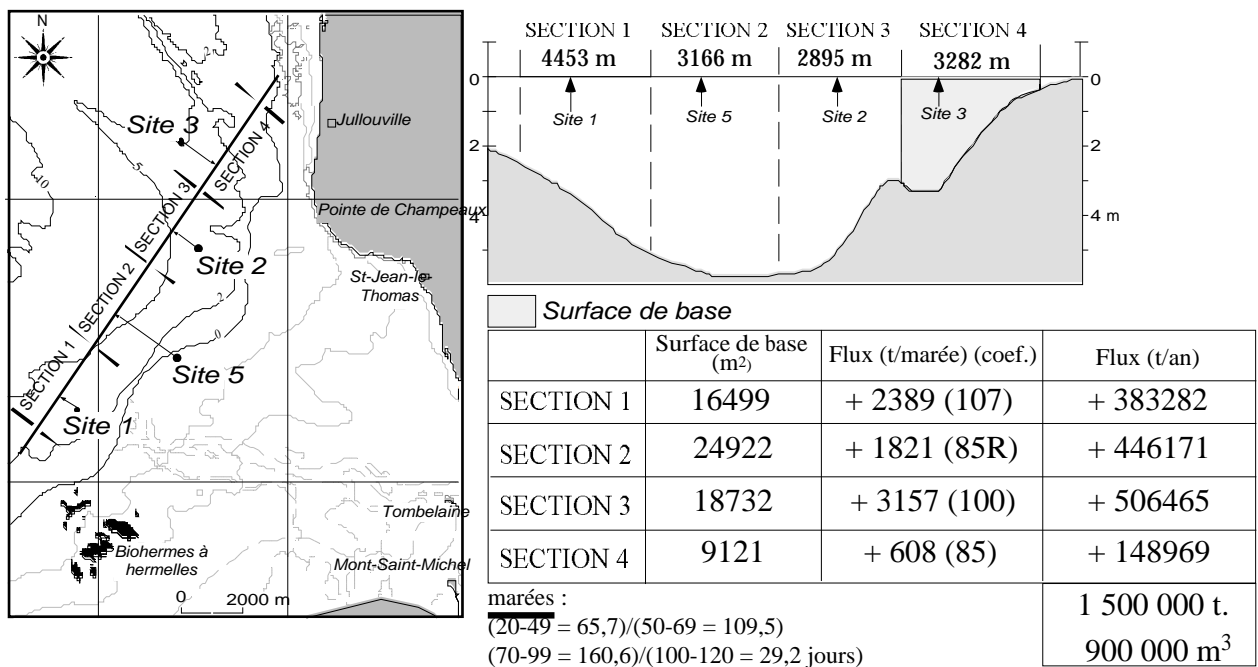 N
Site 3
Jullouville
SECTION 4
SECTION 3
5
10
Pointe de Champeaux
Site 2
SECTION 2
2
0
St-Jean-le-
Thomas
SECTION 1
Site 5
Site 1
Tombelaine
Biohermes à
hermelles
Mont-Saint-Michel
0 2000 m
SECTION 1 SECTION 2 SECTION 3 SECTION 4
4453 m 3166 m 2895 m 3282 m
0 0
Site 1 Site 5 Site 2 Site 3
2 2
4 4 m
Surface de base
Surface de base (m2) Flux (t/marée) (coef.) Flux (t/an)
SECTION 1 16499 + 2389 (107) + 383282
SECTION 2 24922 + 1821 (85R) + 446171
SECTION 3 18732 + 3157 (100) + 506465
SECTION 4 9121 + 608 (85) + 148969
marées :
(20-49 = 65,7)/(50-69 = 109,5)
(70-99 = 160,6)/(100-120 = 29,2 jours)
1 500 000 t.
900 000 m³